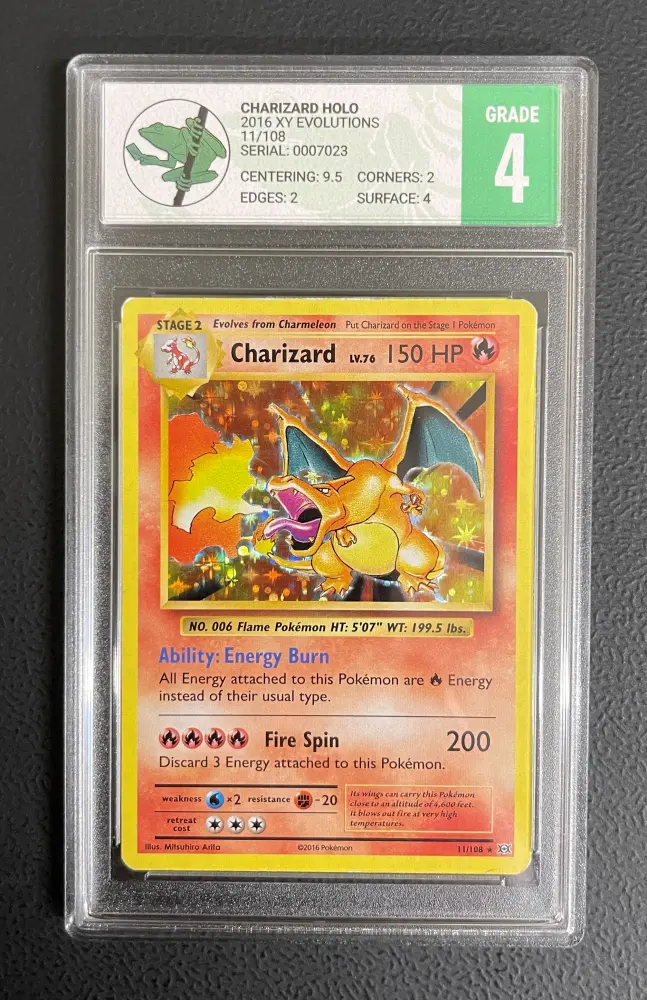 CHARIZARD HOLO
2016 XY EVOLUTIONS
11/108
SERIAL: 0007023
CENTERING: 9.5 CORNERS: 2
EDGES: 2 SURFACE: 4
GRADE
4
STAGE 2 Evolves from Charmeleon Put Charizard on the Stage 1 Pokémon
Charizard LV.76 150 HP
NO. 006 Flame Pokémon HT: 5'07" WT: 199.5 lbs.
Ability: Energy Burn
All Energy attached to this Pokémon are Energy
instead of their usual type.
Fire Spin 200
Discard 3 Energy attached to this Pokémon.
weakness ×2 resistance -20
retreat
cost
Its wings can carry this Pokémon
close to an altitude of 4,600 feet.
It blows out fire at very high
temperatures.
Illus. Mitsuhiro Arita ©2016 Pokémon 11/108 ★